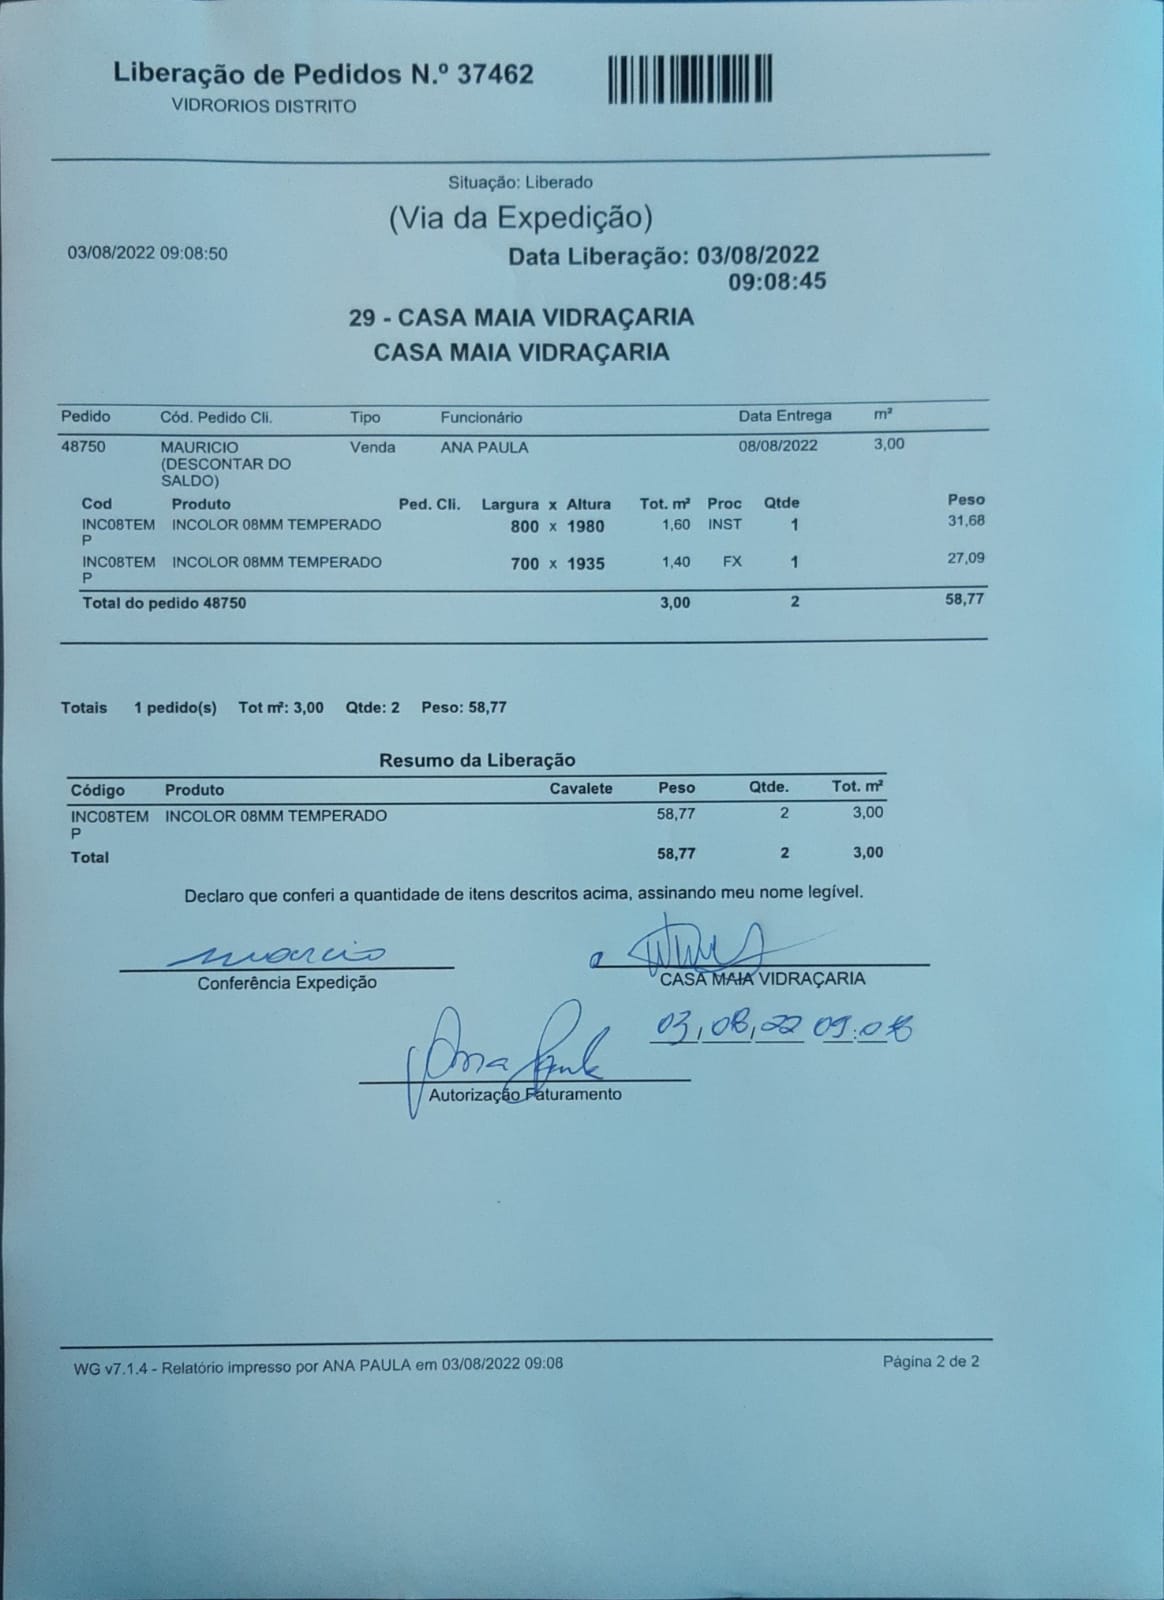 Liberação de Pedidos N.º 37462
VIDRORIOS DISTRITO
Situação: Liberado
(Via da Expedição)
03/08/2022 09:08:50
Data Liberação: 03/08/2022
09:08:45
29 - CASA MAIA VIDRAÇARIA
CASA MAIA VIDRAÇARIA
Pedido Cód. Pedido Cli. Tipo Funcionário Data Entrega m²
48750 MAURICIO Venda ANA PAULA 08/08/2022 3,00
(DESCONTAR DO
SALDO)
Cod Produto Ped. Cli. Largura x Altura Tot. m² Proc Qtde Peso
INC08TEM INCOLOR 08MM TEMPERADO 800 x 1980 1,60 INST 1 31,68
P
INC08TEM INCOLOR 08MM TEMPERADO 700 x 1935 1,40 FX 1 27,09
P
Total do pedido 48750 3,00 2 58,77
Totais 1 pedido(s) Tot m²: 3,00 Qtde: 2 Peso: 58,77
Resumo da Liberação
Código Produto Cavalete Peso Qtde. Tot. m²
INC08TEM INCOLOR 08MM TEMPERADO 58,77 2 3,00
P
Total 58,77 2 3,00
Declaro que conferi a quantidade de itens descritos acima, assinando meu nome legível.
marcio
Conferência Expedição CASA MAIA VIDRAÇARIA
03,08,22 09:08
Ana Paula
Autorização Faturamento
WG v7.1.4 - Relatório impresso por ANA PAULA em 03/08/2022 09:08 Página 2 de 2